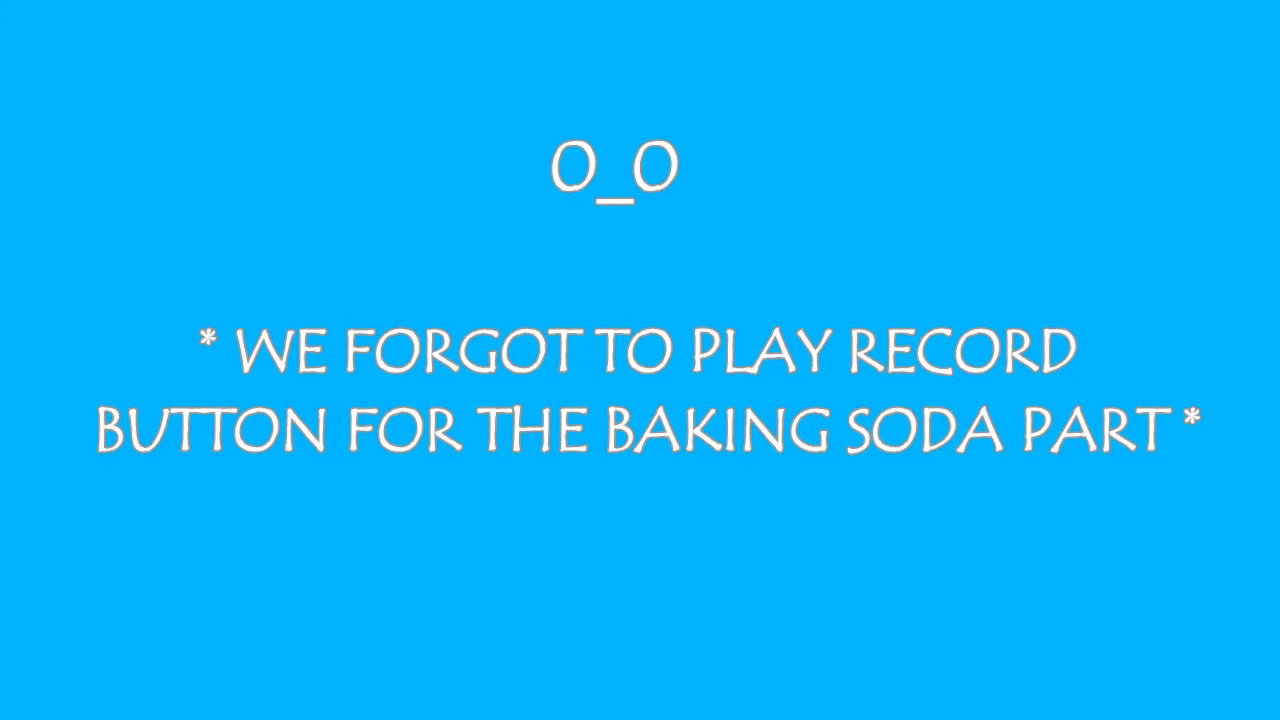 O_O
* WE FORGOT TO PLAY RECORD
BUTTON FOR THE BAKING SODA PART *